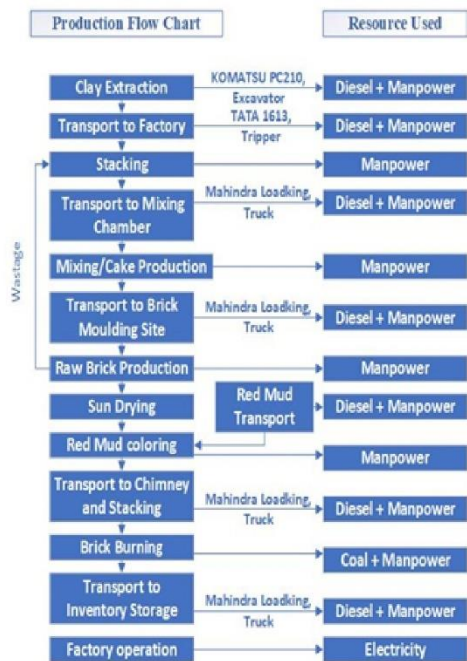 Production Flow Chart
Resource Used
Clay Extraction
KOMATSU PC210,
Excavator
Diesel + Manpower
Transport to Factory
TATA 1613,
Tripper
Diesel + Manpower
Stacking
Manpower
Transport to Mixing
Chamber
Mahindra Loadking,
Truck
Diesel + Manpower
Wastage
Mixing/Cake Production
Manpower
Transport to Brick
Moulding Site
Mahindra Loadking,
Truck
Diesel + Manpower
Raw Brick Production
Manpower
Sun Drying
Red Mud
Transport
Diesel + Manpower
Red Mud coloring
Manpower
Transport to Chimney
and Stacking
Mahindra Loadking,
Truck
Diesel + Manpower
Brick Burning
Coal + Manpower
Transport to
Inventory Storage
Mahindra Loadking,
Truck
Diesel + Manpower
Factory operation
Electricity